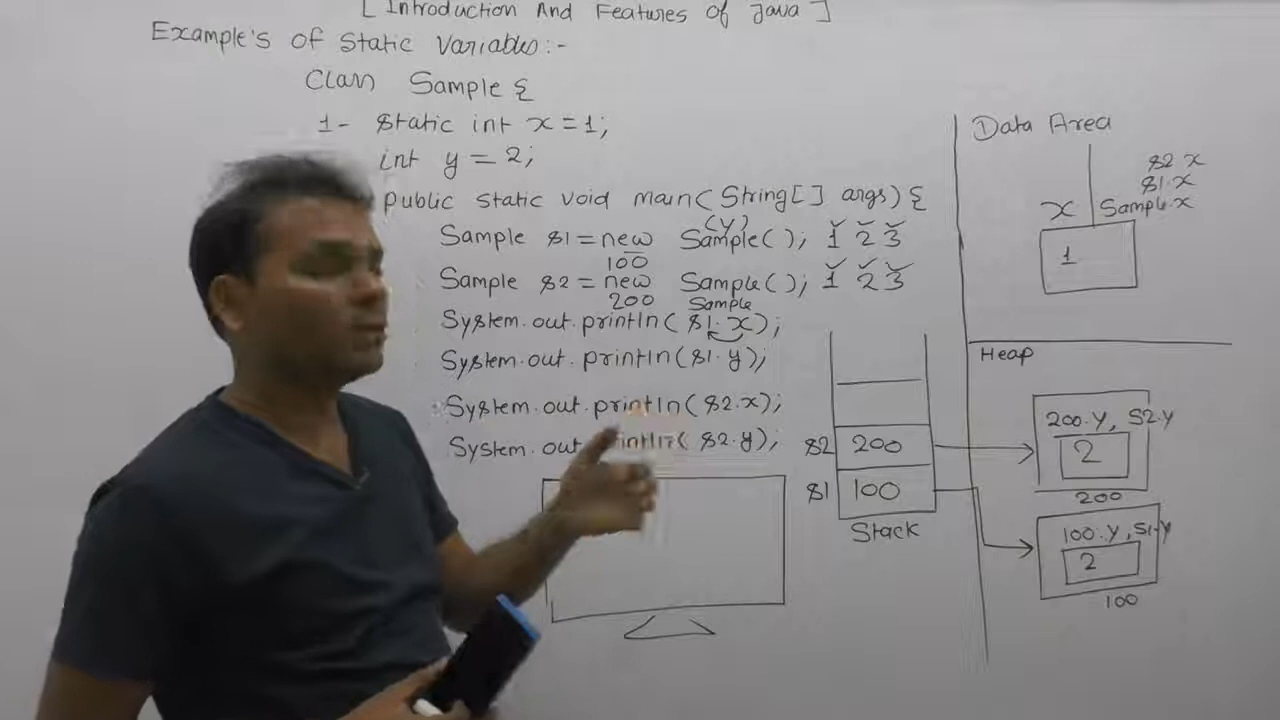 [ Introduction And Features Of Java ]
Example's Of Static Variables:-
Class Sample {
1- Static int x = 1;
int y = 2;
Public static void main( String[ ] args ) {
(y)
Sample s1 = new Sample( ); 1 2 3
100
Sample s2 = new Sample( ); 1 2 3
200 Sample
System.out.println( s1.x);
System.out.println( s1.y);
System.out.println( s2.x);
System.out println( s2.y);
s2 200
s1 100
Stack
Data Area
s2.x
s1.x
x Sample.x
1
Heap
200.y, s2.y
2
200
100.y, s1.y
2
100